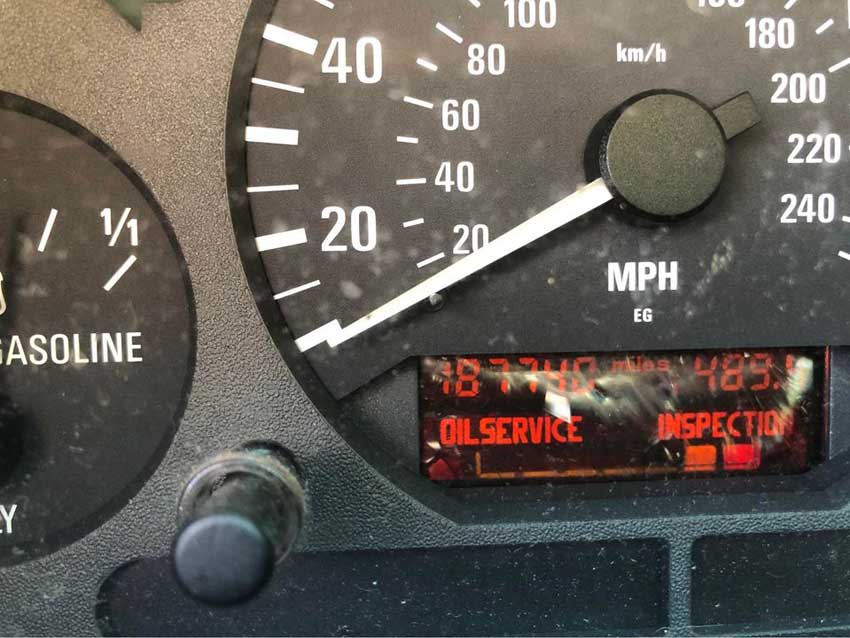 100
180
km/h
40
80
200
60
220
40
1/1
20
20
240
MPH
EG
GASOLINE
187740 miles 489.
OILSERVICE INSPECTION